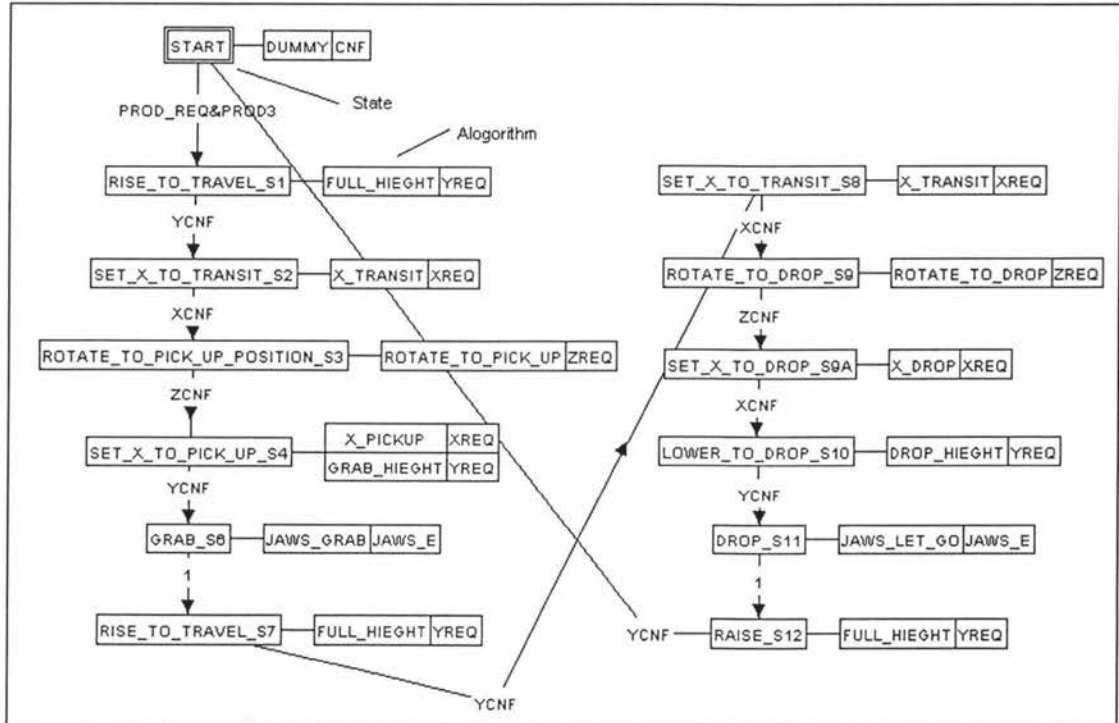 START DUMMY CNF
State
PROD_REQ&PROD3
Alogorithm
RISE_TO_TRAVEL_S1 FULL_HIEGHT YREQ
YCNF
SET_X_TO_TRANSIT_S2 X_TRANSIT XREQ
XCNF
ROTATE_TO_PICK_UP_POSITION_S3 ROTATE_TO_PICK_UP ZREQ
ZCNF
SET_X_TO_PICK_UP_S4 X_PICKUP XREQ
GRAB_HIEGHT YREQ
YCNF
GRAB_S6 JAWS_GRAB JAWS_E
1
RISE_TO_TRAVEL_S7 FULL_HIEGHT YREQ
YCNF
SET_X_TO_TRANSIT_S8 X_TRANSIT XREQ
XCNF
ROTATE_TO_DROP_S9 ROTATE_TO_DROP ZREQ
ZCNF
SET_X_TO_DROP_S9A X_DROP XREQ
XCNF
LOWER_TO_DROP_S10 DROP_HIEGHT YREQ
YCNF
DROP_S11 JAWS_LET_GO JAWS_E
1
YCNF RAISE_S12 FULL_HIEGHT YREQ